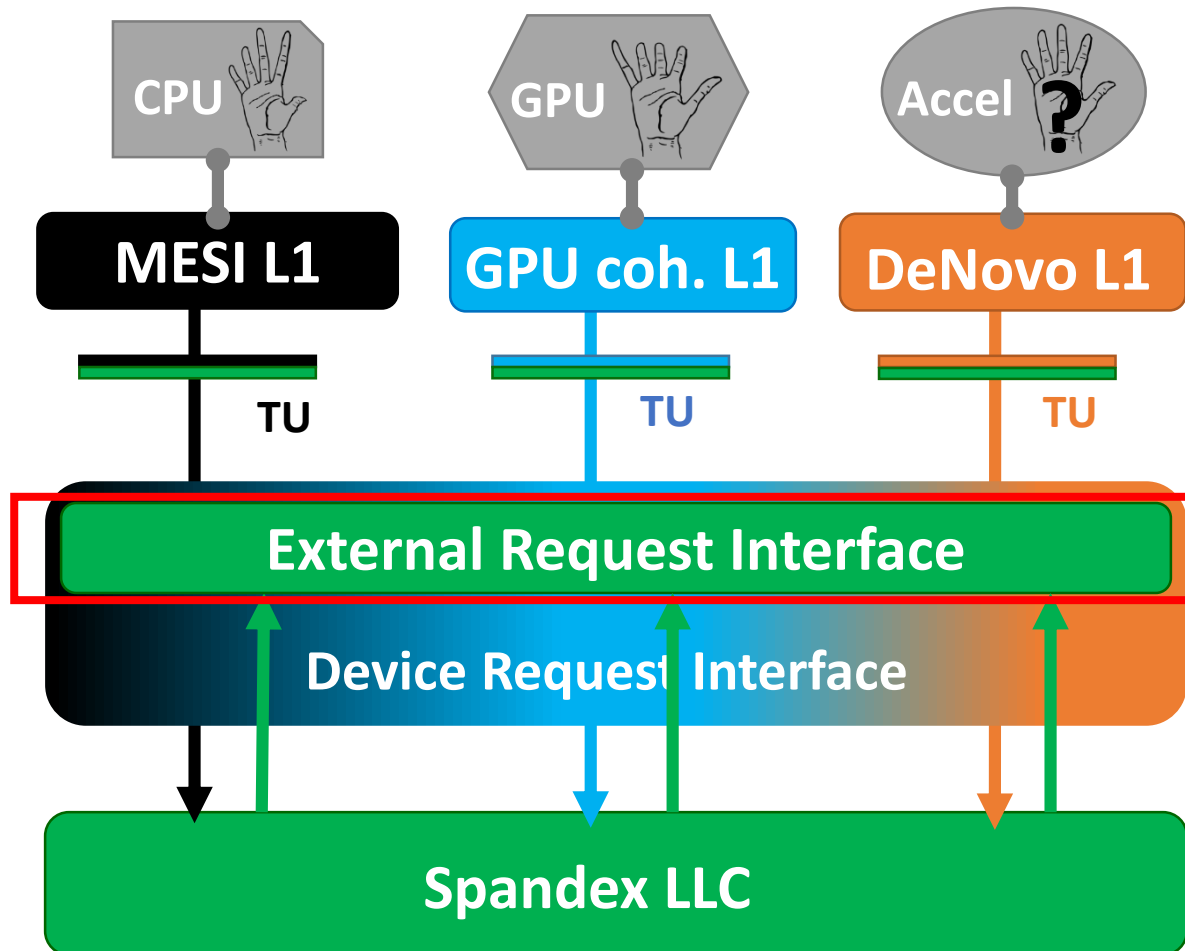 CPU
GPU
Accel
?
MESI L1
GPU coh. L1
DeNovo L1
TU
TU
TU
External Request Interface
Device Request Interface
Spandex LLC